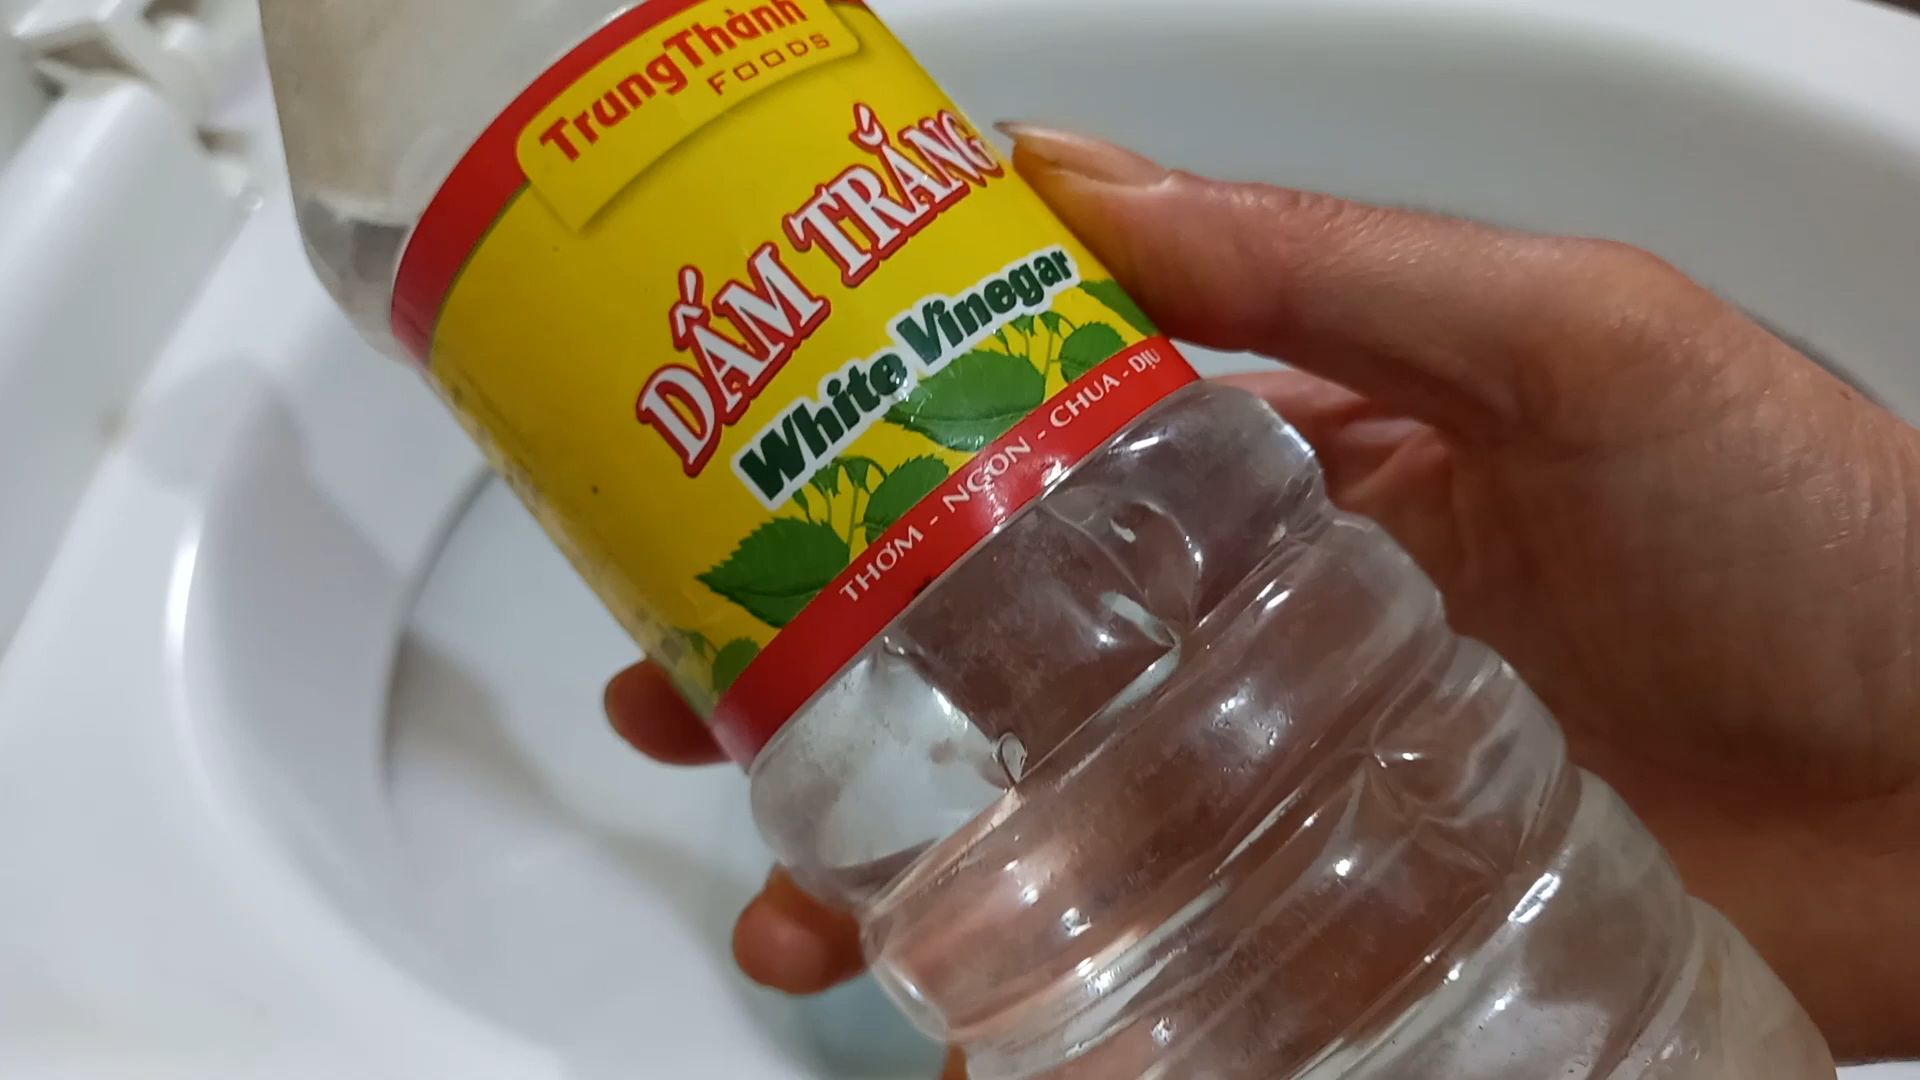 TrungThành
FOODS
DẤM TRẮNG
White Vinegar
THƠM - NGON - CHUA - DỊU